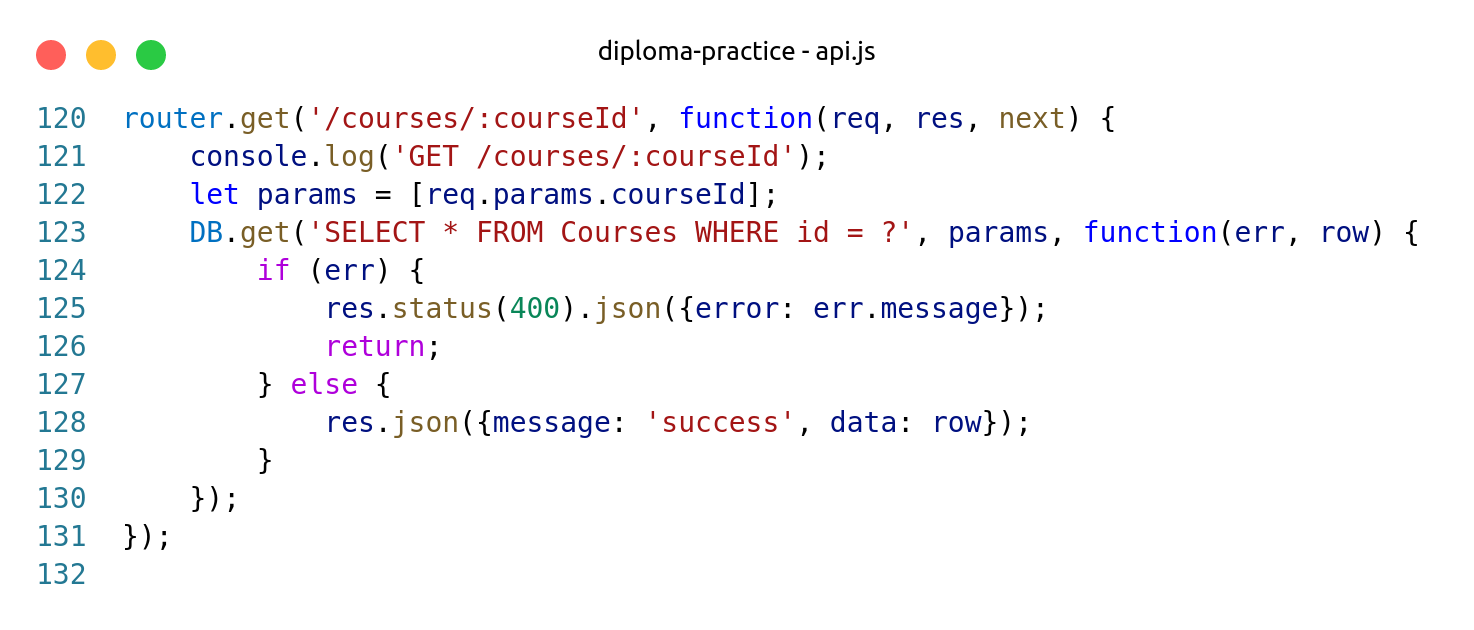 diploma-practice - api.js
120 router.get('/courses/:courseId', function(req, res, next) {
121     console.log('GET /courses/:courseId');
122     let params = [req.params.courseId];
123     DB.get('SELECT * FROM Courses WHERE id = ?', params, function(err, row) {
124         if (err) {
125             res.status(400).json({error: err.message});
126             return;
127         } else {
128             res.json({message: 'success', data: row});
129         }
130     });
131 });
132